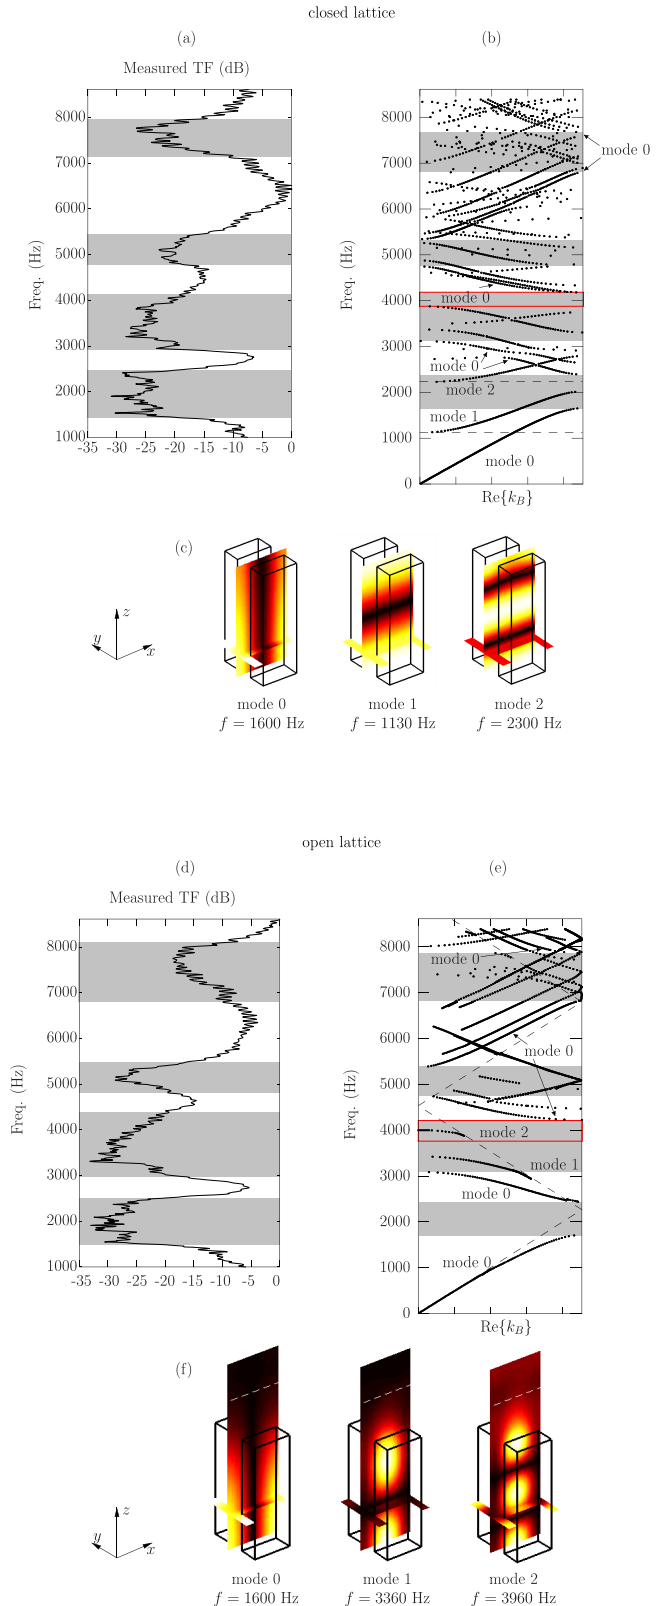 closed lattice
(a)
(b)
Measured TF (dB)
8000
7000
6000
5000
4000
3000
2000
1000
Freq. (Hz)
-35 -30 -25 -20 -15 -10 -5 0
8000
7000
6000
5000
4000
3000
2000
1000
0
Freq. (Hz)
mode 0
mode 0
mode 0
mode 2
mode 1
mode 0
Re{k_B}
(c)
z
y
x
mode 0
f = 1600 Hz
mode 1
f = 1130 Hz
mode 2
f = 2300 Hz
open lattice
(d)
(e)
Measured TF (dB)
8000
7000
6000
5000
4000
3000
2000
1000
Freq. (Hz)
-35 -30 -25 -20 -15 -10 -5 0
8000
7000
6000
5000
4000
3000
2000
1000
0
Freq. (Hz)
mode 0
mode 0
mode 2
mode 1
mode 0
mode 0
Re{k_B}
(f)
z
y
x
mode 0
f = 1600 Hz
mode 1
f = 3360 Hz
mode 2
f = 3960 Hz